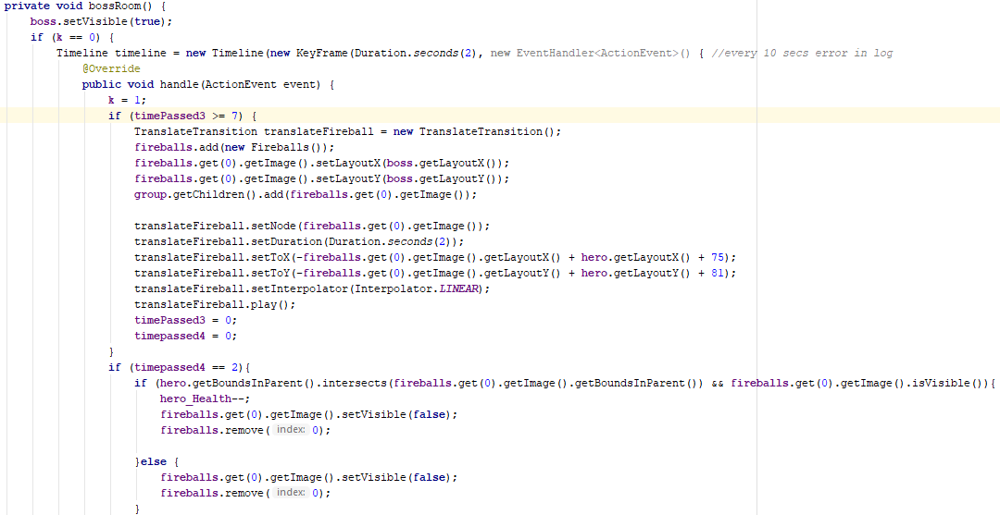 private void bossRoom() {
    boss.setVisible(true);
    if (k == 0) {
        Timeline timeline = new Timeline(new KeyFrame(Duration.seconds(2), new EventHandler<ActionEvent>() { //every 10 secs error in log
            @Override
            public void handle(ActionEvent event) {
                k = 1;
                if (timePassed3 >= 7) {
                    TranslateTransition translateFireball = new TranslateTransition();
                    fireballs.add(new Fireballs());
                    fireballs.get(0).getImage().setLayoutX(boss.getLayoutX());
                    fireballs.get(0).getImage().setLayoutY(boss.getLayoutY());
                    group.getChildren().add(fireballs.get(0).getImage());
                    translateFireball.setNode(fireballs.get(0).getImage());
                    translateFireball.setDuration(Duration.seconds(2));
                    translateFireball.setToX(-fireballs.get(0).getImage().getLayoutX() + hero.getLayoutX() + 75);
                    translateFireball.setToY(-fireballs.get(0).getImage().getLayoutY() + hero.getLayoutY() + 81);
                    translateFireball.setInterpolator(Interpolator.LINEAR);
                    translateFireball.play();
                    timePassed3 = 0;
                    timepassed4 = 0;
                }
                if (timepassed4 == 2){
                    if (hero.getBoundsInParent().intersects(fireballs.get(0).getImage().getBoundsInParent()) && fireballs.get(0).getImage().isVisible()){
                        hero_Health--;
                        fireballs.get(0).getImage().setVisible(false);
                        fireballs.remove( index: 0);
                    }else {
                        fireballs.get(0).getImage().setVisible(false);
                        fireballs.remove( index: 0);
                    }